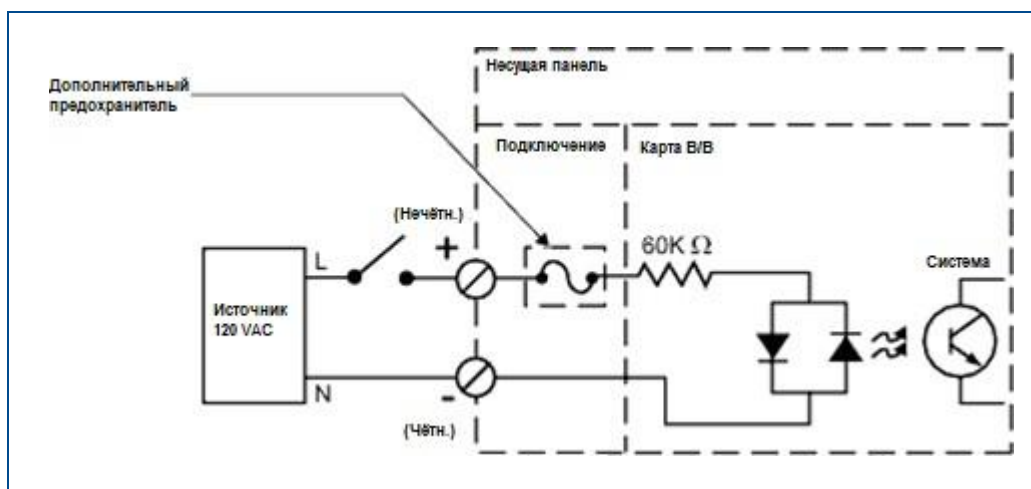 Несущая панель
Дополнительный
предохранитель
Подключение
Карта В/В
(Нечётн.)
+
60K Ω
L
Система
Источник
120 VAC
N
-
(Чётн.)